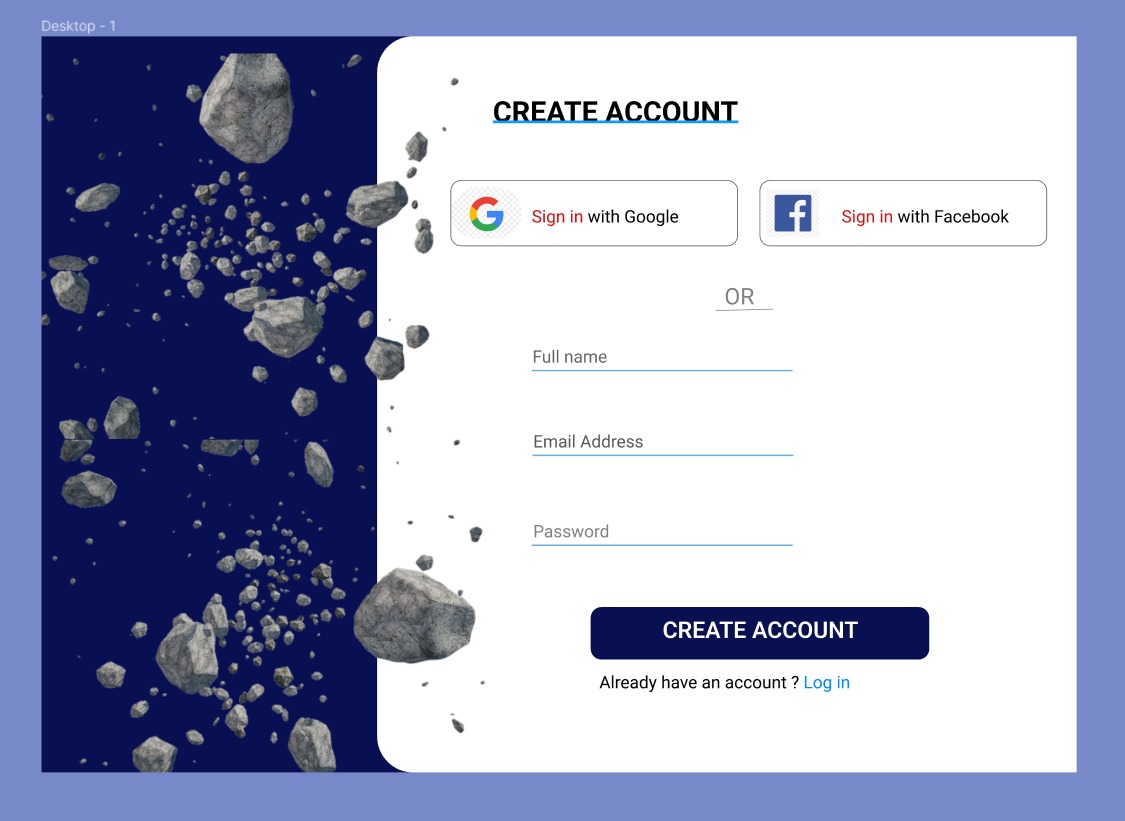 Desktop - 1
CREATE ACCOUNT
Sign in with Google
Sign in with Facebook
OR
Full name
Email Address
Password
CREATE ACCOUNT
Already have an account ? Log in